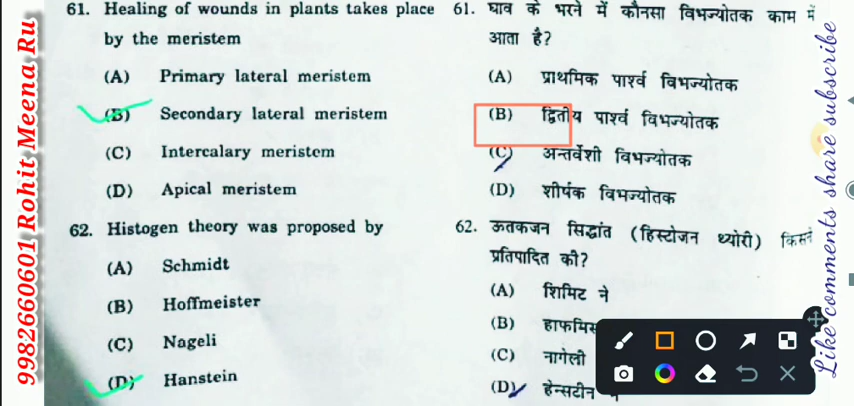 9982660601 Rohit Meena Ru
61. Healing of wounds in plants takes place
by the meristem
(A) Primary lateral meristem
(B) Secondary lateral meristem
(C) Intercalary meristem
(D) Apical meristem
62. Histogen theory was proposed by
(A) Schmidt
(B) Hoffmeister
(C) Nageli
(D) Hanstein
61. घाव के भरने में कौनसा विभज्योतक काम में
आता है?
(A) प्राथमिक पार्श्व विभज्योतक
(B) द्वितीय पार्श्व विभज्योतक
(C) अन्तर्वेशी विभज्योतक
(D) शीर्षक विभज्योतक
62. ऊतकजन सिद्धांत (हिस्टोजन थ्योरी) किसने
प्रतिपादित की?
(A) शिमिट ने
(B) हाफमिस
(C) नागेली
(D) हेन्सटीन
Like comments share subscribe